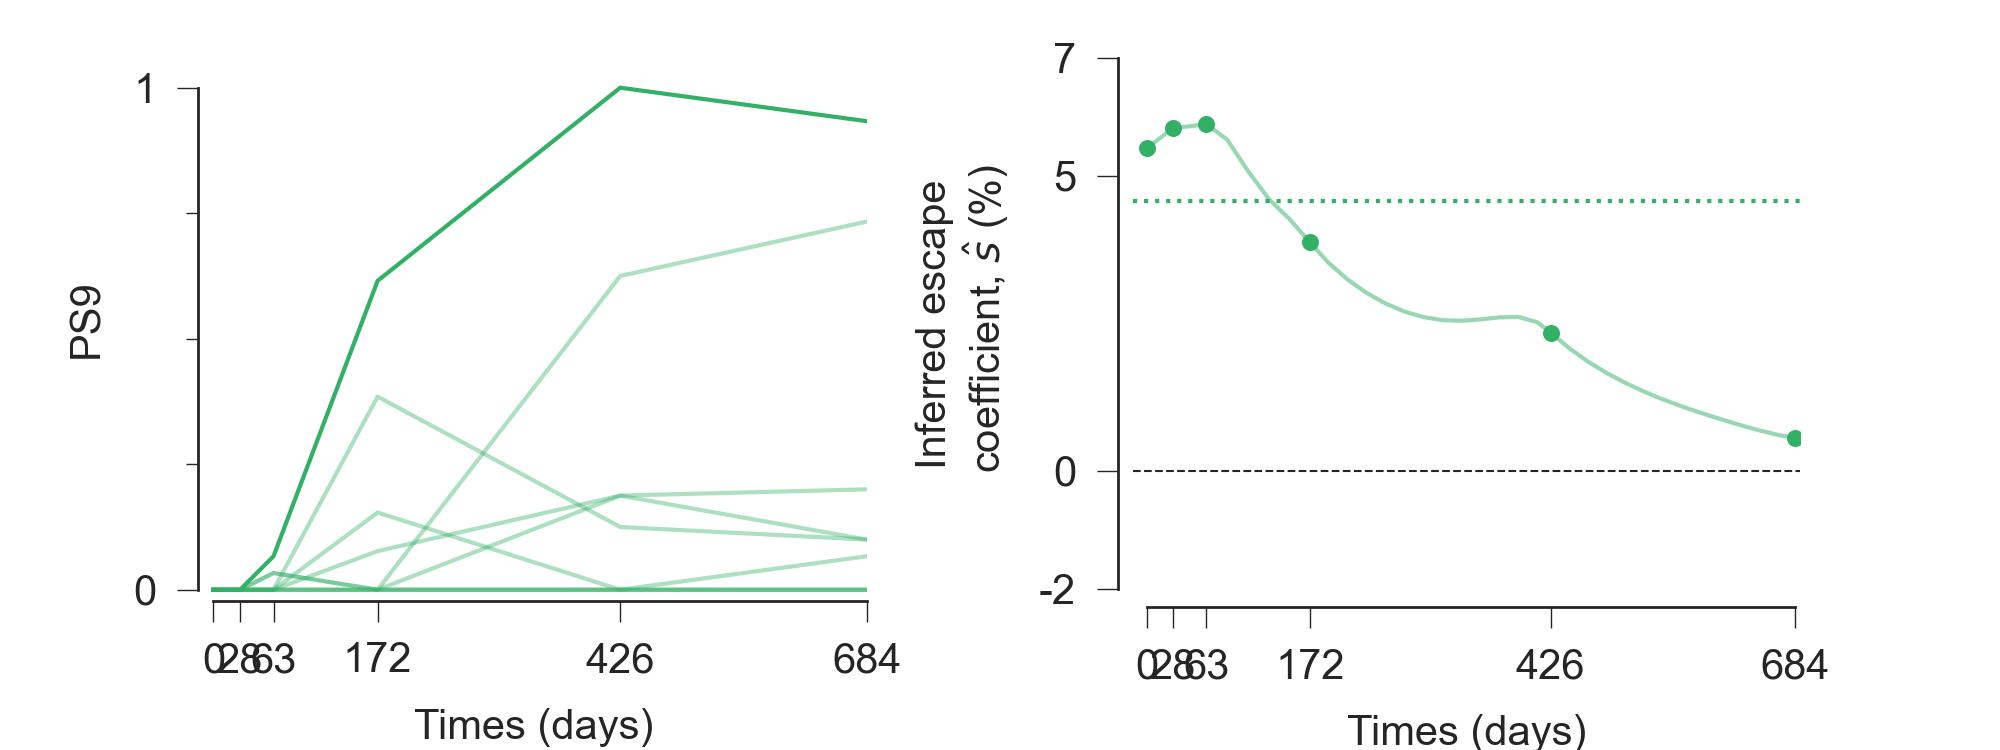 PS9
1
0
0 28 63 172 426 684
Times (days)
Inferred escape
coefficient, ŝ (%)
7
5
0
-2
0 28 63 172 426 684
Times (days)